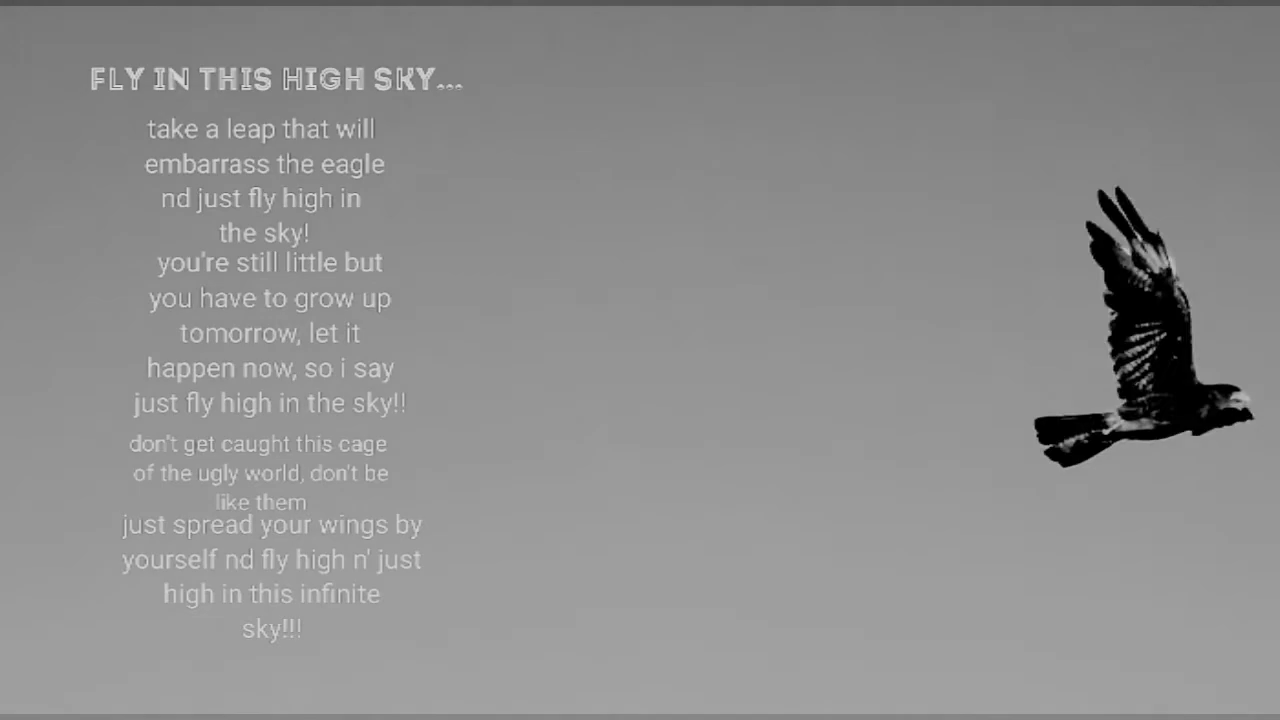 FLY IN THIS HIGH SKY...
take a leap that will
embarrass the eagle
nd just fly high in
the sky!
you're still little but
you have to grow up
tomorrow, let it
happen now, so i say
just fly high in the sky!!
don't get caught this cage
of the ugly world, don't be
like them
just spread your wings by
yourself nd fly high n' just
high in this infinite
sky!!!